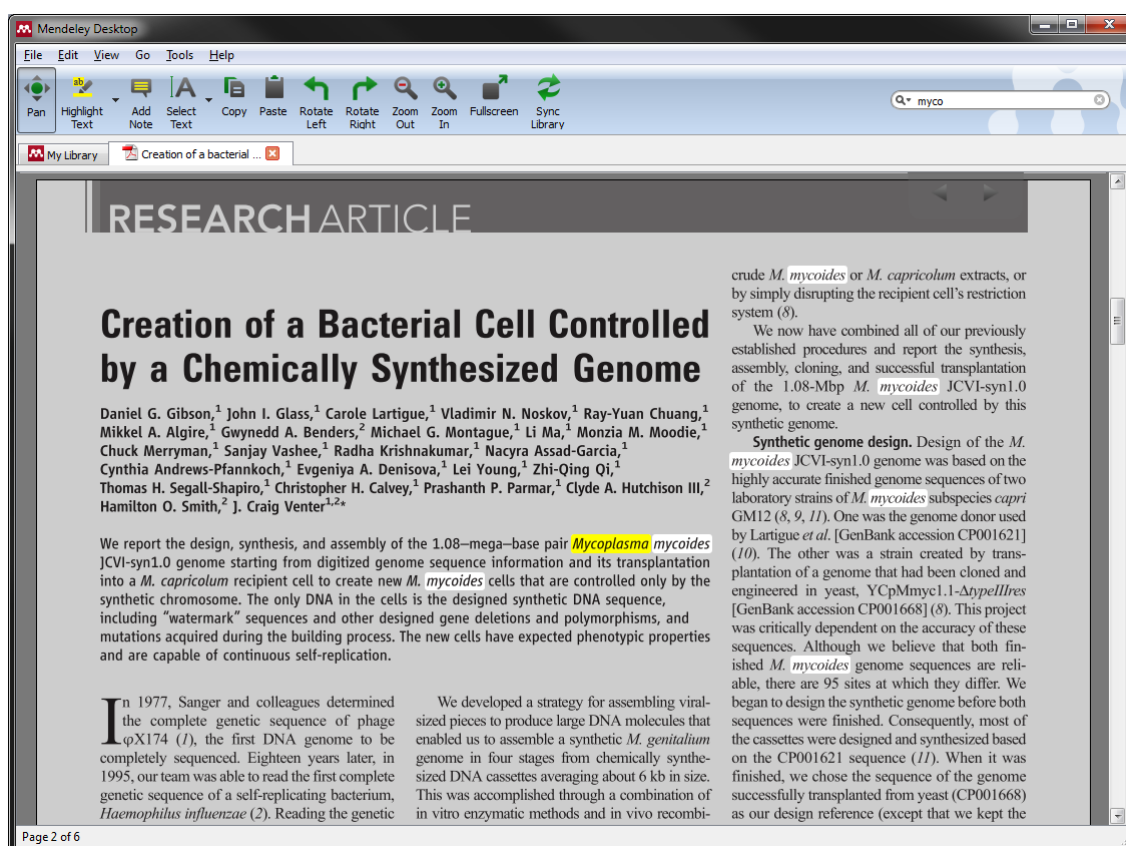 Mendeley Desktop
File Edit View Go Tools Help
Pan
Highlight Text
Add Note
Select Text
Copy
Paste
Rotate Left
Rotate Right
Zoom Out
Zoom In
Fullscreen
Sync Library
myco
My Library
Creation of a bacterial ...
RESEARCH ARTICLE
Creation of a Bacterial Cell Controlled
by a Chemically Synthesized Genome
Daniel G. Gibson,1 John I. Glass,1 Carole Lartigue,1 Vladimir N. Noskov,1 Ray-Yuan Chuang,1
Mikkel A. Algire,1 Gwynedd A. Benders,2 Michael G. Montague,1 Li Ma,1 Monzia M. Moodie,1
Chuck Merryman,1 Sanjay Vashee,1 Radha Krishnakumar,1 Nacyra Assad-Garcia,1
Cynthia Andrews-Pfannkoch,1 Evgeniya A. Denisova,1 Lei Young,1 Zhi-Qing Qi,1
Thomas H. Segall-Shapiro,1 Christopher H. Calvey,1 Prashanth P. Parmar,1 Clyde A. Hutchison III,2
Hamilton O. Smith,2 J. Craig Venter1,2*
We report the design, synthesis, and assembly of the 1.08–mega–base pair Mycoplasma mycoides
JCVI-syn1.0 genome starting from digitized genome sequence information and its transplantation
into a M. capricolum recipient cell to create new M. mycoides cells that are controlled only by the
synthetic chromosome. The only DNA in the cells is the designed synthetic DNA sequence,
including “watermark” sequences and other designed gene deletions and polymorphisms, and
mutations acquired during the building process. The new cells have expected phenotypic properties
and are capable of continuous self-replication.
In 1977, Sanger and colleagues determined
the complete genetic sequence of phage
φX174 (1), the first DNA genome to be
completely sequenced. Eighteen years later, in
1995, our team was able to read the first complete
genetic sequence of a self-replicating bacterium,
Haemophilus influenzae (2). Reading the genetic
We developed a strategy for assembling viral-
sized pieces to produce large DNA molecules that
enabled us to assemble a synthetic M. genitalium
genome in four stages from chemically synthe-
sized DNA cassettes averaging about 6 kb in size.
This was accomplished through a combination of
in vitro enzymatic methods and in vivo recombi-
crude M. mycoides or M. capricolum extracts, or
by simply disrupting the recipient cell’s restriction
system (8).
We now have combined all of our previously
established procedures and report the synthesis,
assembly, cloning, and successful transplantation
of the 1.08-Mbp M. mycoides JCVI-syn1.0
genome, to create a new cell controlled by this
synthetic genome.
Synthetic genome design. Design of the M.
mycoides JCVI-syn1.0 genome was based on the
highly accurate finished genome sequences of two
laboratory strains of M. mycoides subspecies capri
GM12 (8, 9, 11). One was the genome donor used
by Lartigue et al. [GenBank accession CP001621]
(10). The other was a strain created by trans-
plantation of a genome that had been cloned and
engineered in yeast, YCpMmyc1.1-ΔtypeIIIres
[GenBank accession CP001668] (8). This project
was critically dependent on the accuracy of these
sequences. Although we believe that both fin-
ished M. mycoides genome sequences are reli-
able, there are 95 sites at which they differ. We
began to design the synthetic genome before both
sequences were finished. Consequently, most of
the cassettes were designed and synthesized based
on the CP001621 sequence (11). When it was
finished, we chose the sequence of the genome
successfully transplanted from yeast (CP001668)
as our design reference (except that we kept the
Page 2 of 6